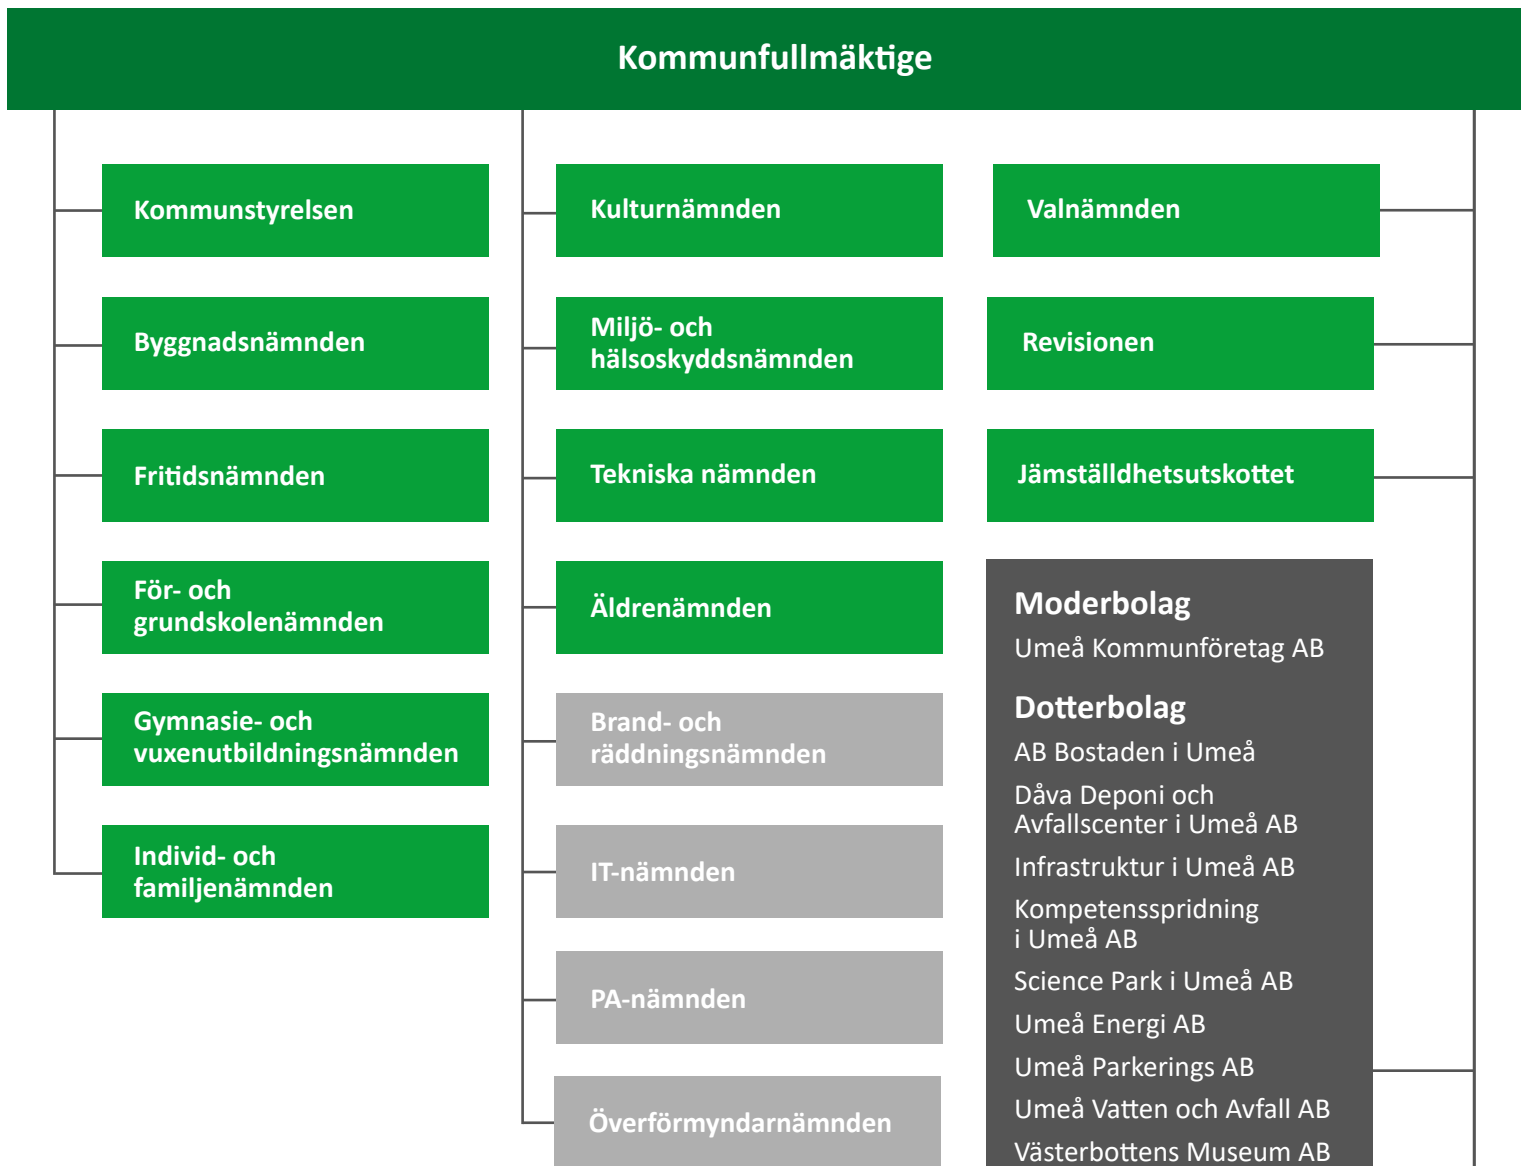 Kommunfullmäktige
Kommunstyrelsen
Byggnadsnämnden
Fritidsnämnden
För- och
grundskolenämnden
Gymnasie- och
vuxenutbildningsnämnden
Individ- och
familjenämnden
Kulturnämnden
Miljö- och
hälsoskyddsnämnden
Tekniska nämnden
Äldrenämnden
Brand- och
räddningsnämnden
IT-nämnden
PA-nämnden
Överförmyndarnämnden
Valnämnden
Revisionen
Jämställdhetsutskottet
Moderbolag
Umeå Kommunföretag AB
Dotterbolag
AB Bostaden i Umeå
Dåva Deponi och
Avfallscenter i Umeå AB
Infrastruktur i Umeå AB
Kompetensspridning
i Umeå AB
Science Park i Umeå AB
Umeå Energi AB
Umeå Parkerings AB
Umeå Vatten och Avfall AB
Västerbottens Museum AB